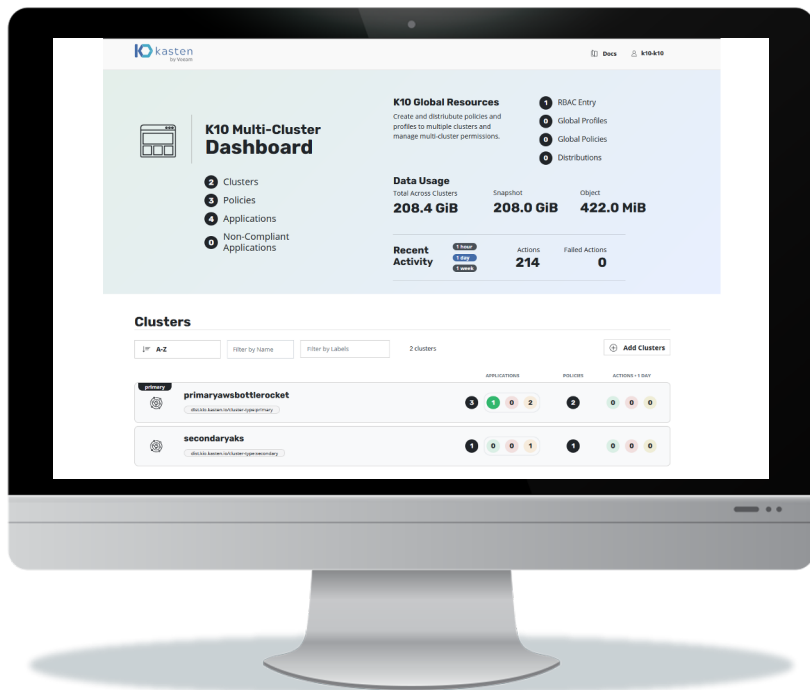 kasten
by Veeam
Docs
k10-k10
K10 Multi-Cluster
Dashboard
2 Clusters
3 Policies
4 Applications
0 Non-Compliant
Applications
K10 Global Resources
Create and distriubute policies and
profiles to multiple clusters and
manage multi-cluster permissions.
1 RBAC Entry
0 Global Profiles
0 Global Policies
0 Distributions
Data Usage
Total Across Clusters
208.4 GiB
Snapshot
208.0 GiB
Object
422.0 MiB
Recent
Activity
1 hour
1 day
1 week
Actions
214
Failed Actions
0
Clusters
A-Z
Filter by Name
Filter by Labels
2 clusters
Add Clusters
APPLICATIONS
POLICIES
ACTIONS • 1 DAY
primary
primaryawsbottlerocket
dist.kio.kasten.io/cluster-type:primary
3 1 0 2
2
0 0 0
secondaryaks
dist.kio.kasten.io/cluster-type:secondary
1 0 0 1
1
0 0 0